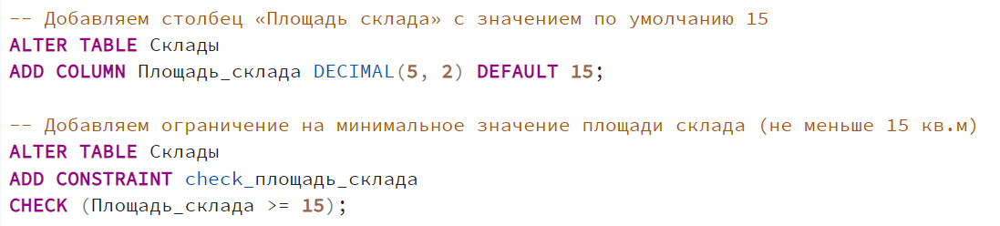 -- Добавляем столбец «Площадь склада» с значением по умолчанию 15
ALTER TABLE Склады
ADD COLUMN Площадь_склада DECIMAL(5, 2) DEFAULT 15;
-- Добавляем ограничение на минимальное значение площади склада (не меньше 15 кв.м)
ALTER TABLE Склады
ADD CONSTRAINT check_площадь_склада
CHECK (Площадь_склада >= 15);